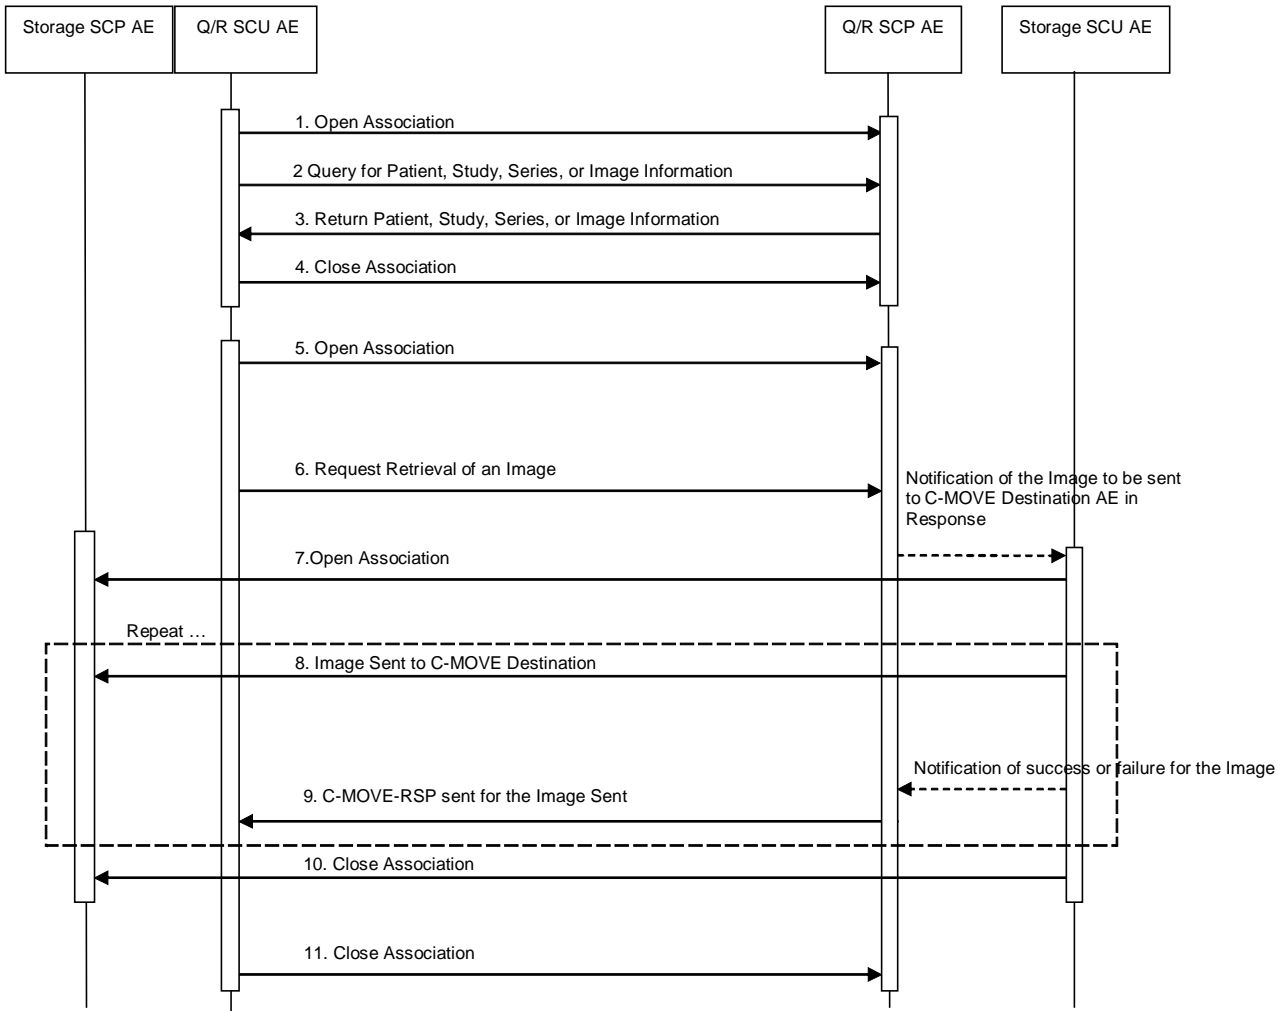 Storage SCP AE
Q/R SCU AE
Q/R SCP AE
Storage SCU AE
1. Open Association
2 Query for Patient, Study, Series, or Image Information
3. Return Patient, Study, Series, or Image Information
4. Close Association
5. Open Association
6. Request Retrieval of an Image
Notification of the Image to be sent
to C-MOVE Destination AE in
Response
7.Open Association
Repeat …
8. Image Sent to C-MOVE Destination
Notification of success or failure for the Image
9. C-MOVE-RSP sent for the Image Sent
10. Close Association
11. Close Association